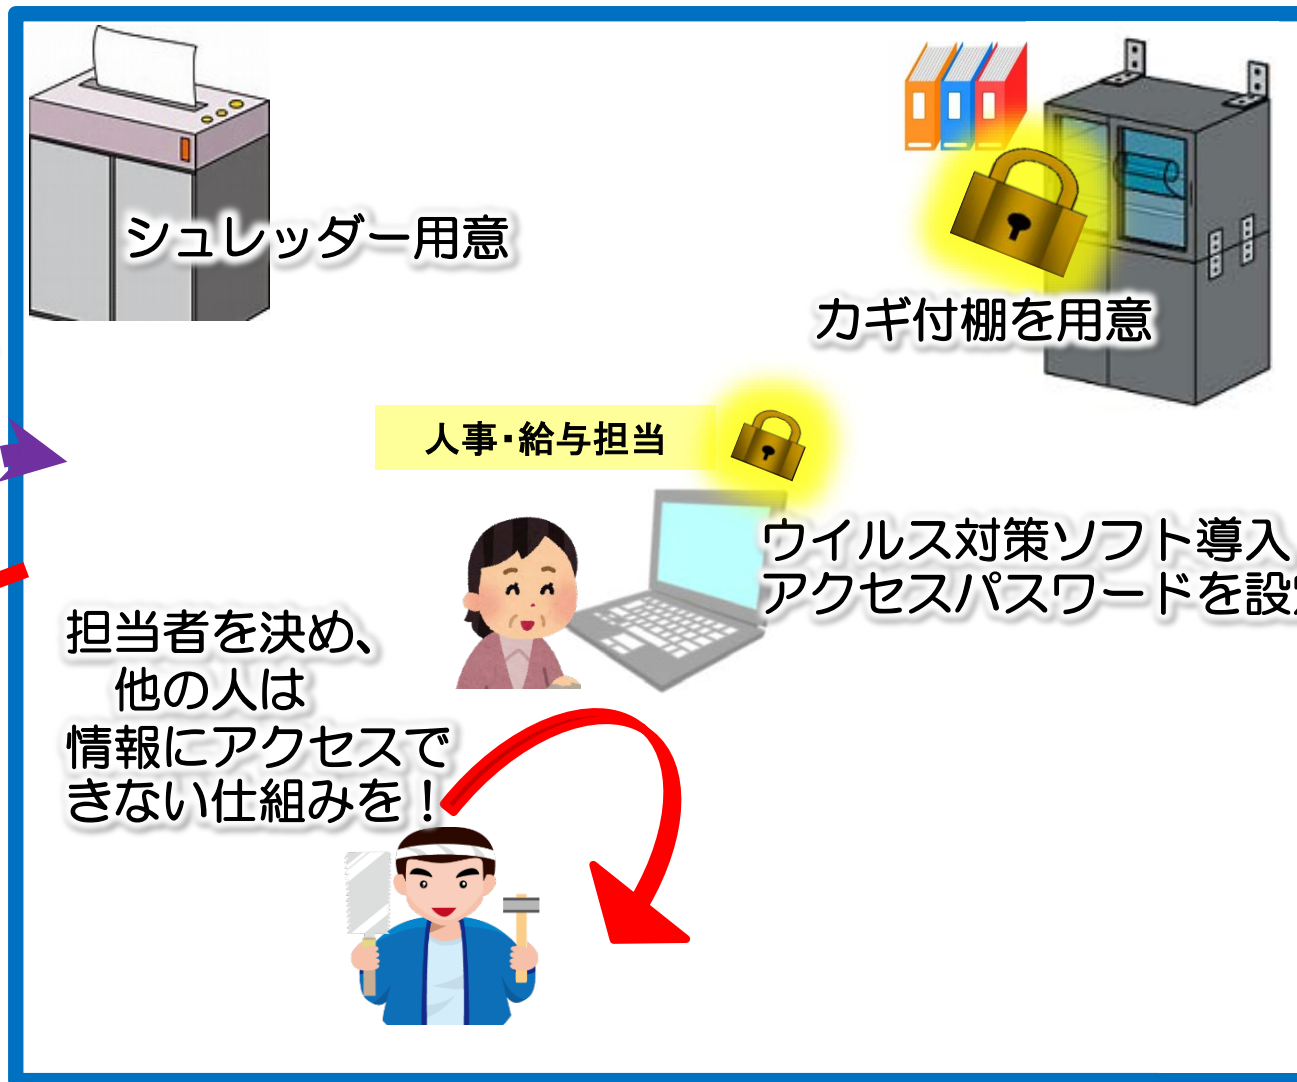 シュレッダー用意
カギ付棚を用意
人事・給与担当
ウイルス対策ソフト導入
アクセスパスワードを設
担当者を決め、
他の人は
情報にアクセスで
きない仕組みを！